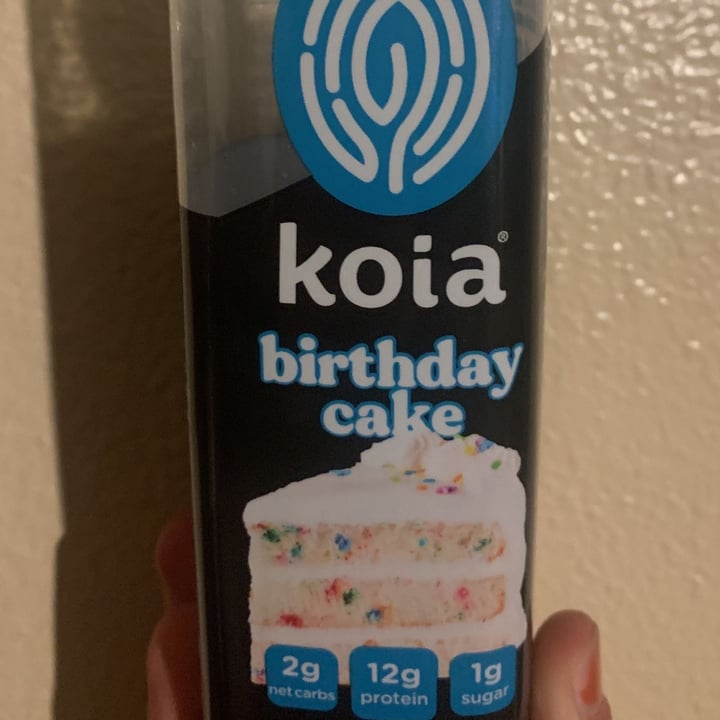 koia®
birthday
cake
2g 12g 1g
net carbs protein sugar